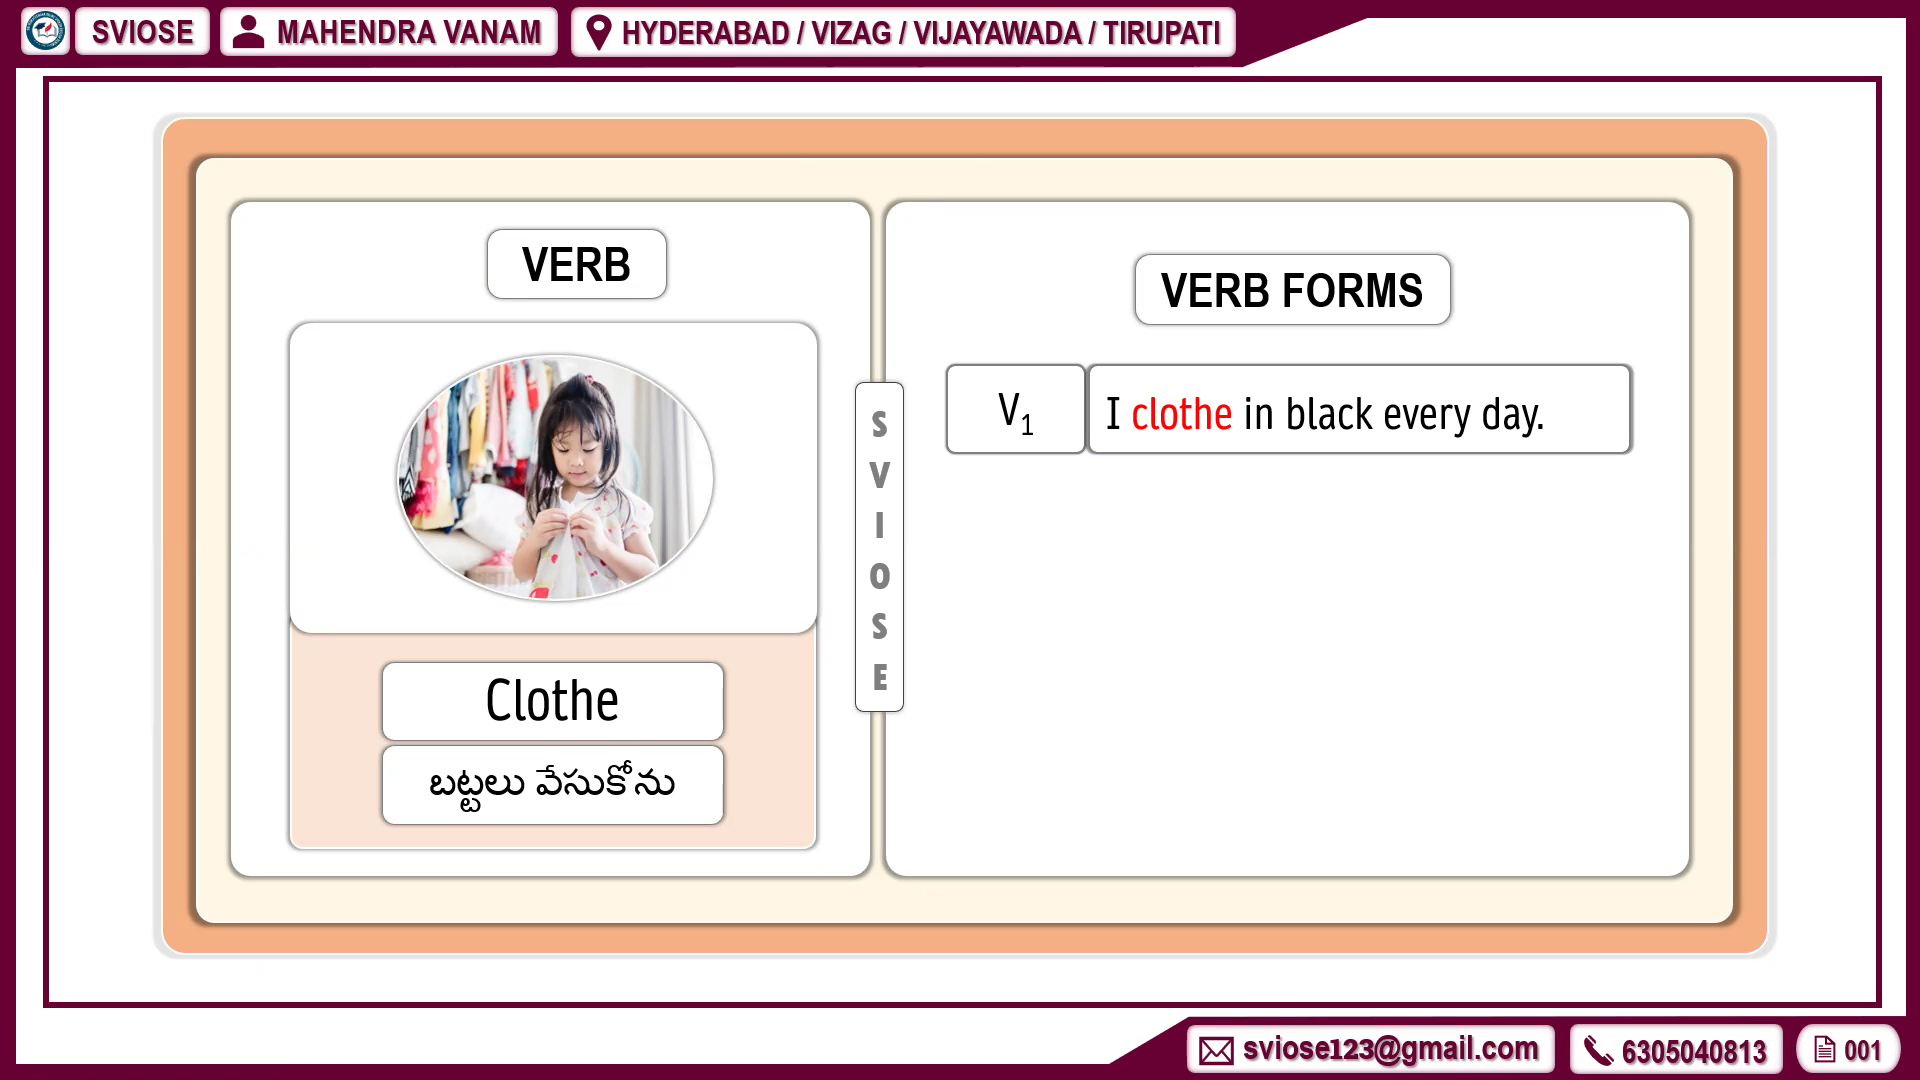 SVIOSE
MAHENDRA VANAM
HYDERABAD / VIZAG / VIJAYAWADA / TIRUPATI
VERB
Clothe
బట్టలు వేసుకోను
SVIOSE
VERB FORMS
V1 I clothe in black every day.
sviose123@gmail.com
6305040813
001